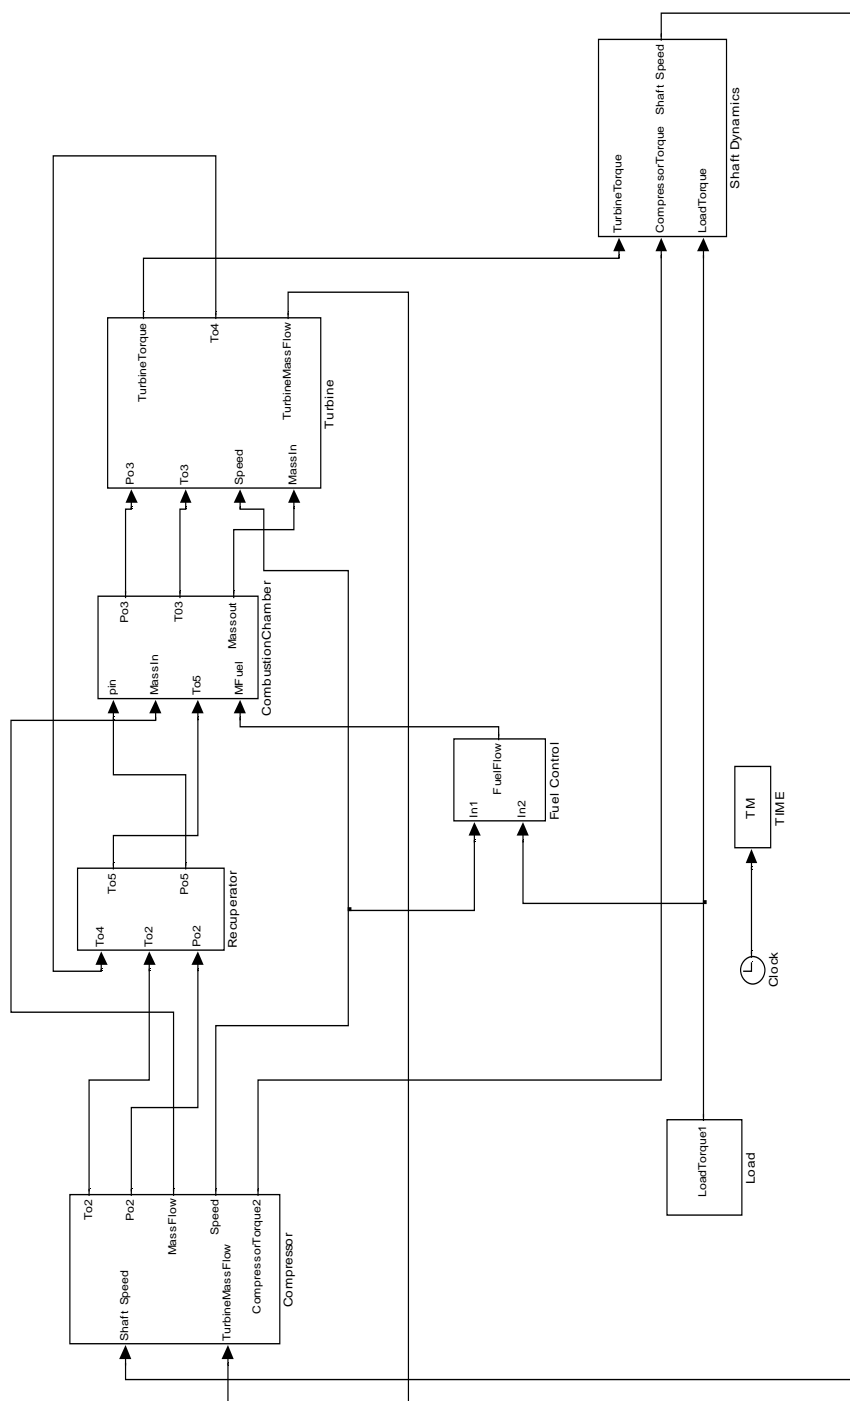 Shaft Speed
TurbineMassFlow
To2
Po2
MassFlow
Speed
CompressorTorque2
Compressor
To4
To2
Po2
To5
Po5
Recuperator
pin
MassIn
To5
MFuel
Po3
T03
Massout
CombustionChamber
Po3
To3
Speed
MassIn
TurbineTorque
To4
TurbineMassFlow
Turbine
In1
In2
FuelFlow
Fuel Control
TurbineTorque
CompressorTorque
LoadTorque
Shaft Speed
Shaft Dynamics
LoadTorque1
Load
Clock
TM
TIME